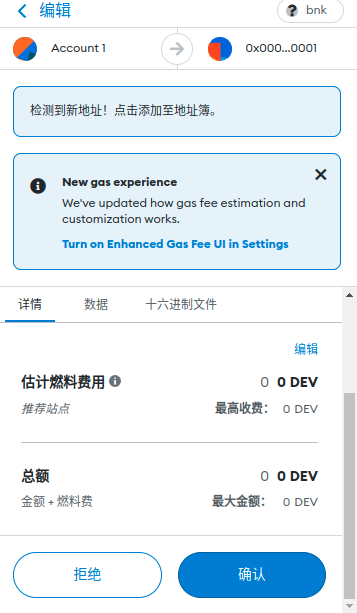 编辑
bnk
Account 1
0x000...0001
检测到新地址！点击添加至地址簿。
New gas experience
We've updated how gas fee estimation and
customization works.
Turn on Enhanced Gas Fee UI in Settings
详情 数据 十六进制文件
编辑
估计燃料费用 0 0 DEV
推荐站点 最高收费： 0 DEV
总额 0 0 DEV
金额 + 燃料费 最大金额： 0 DEV
拒绝 确认